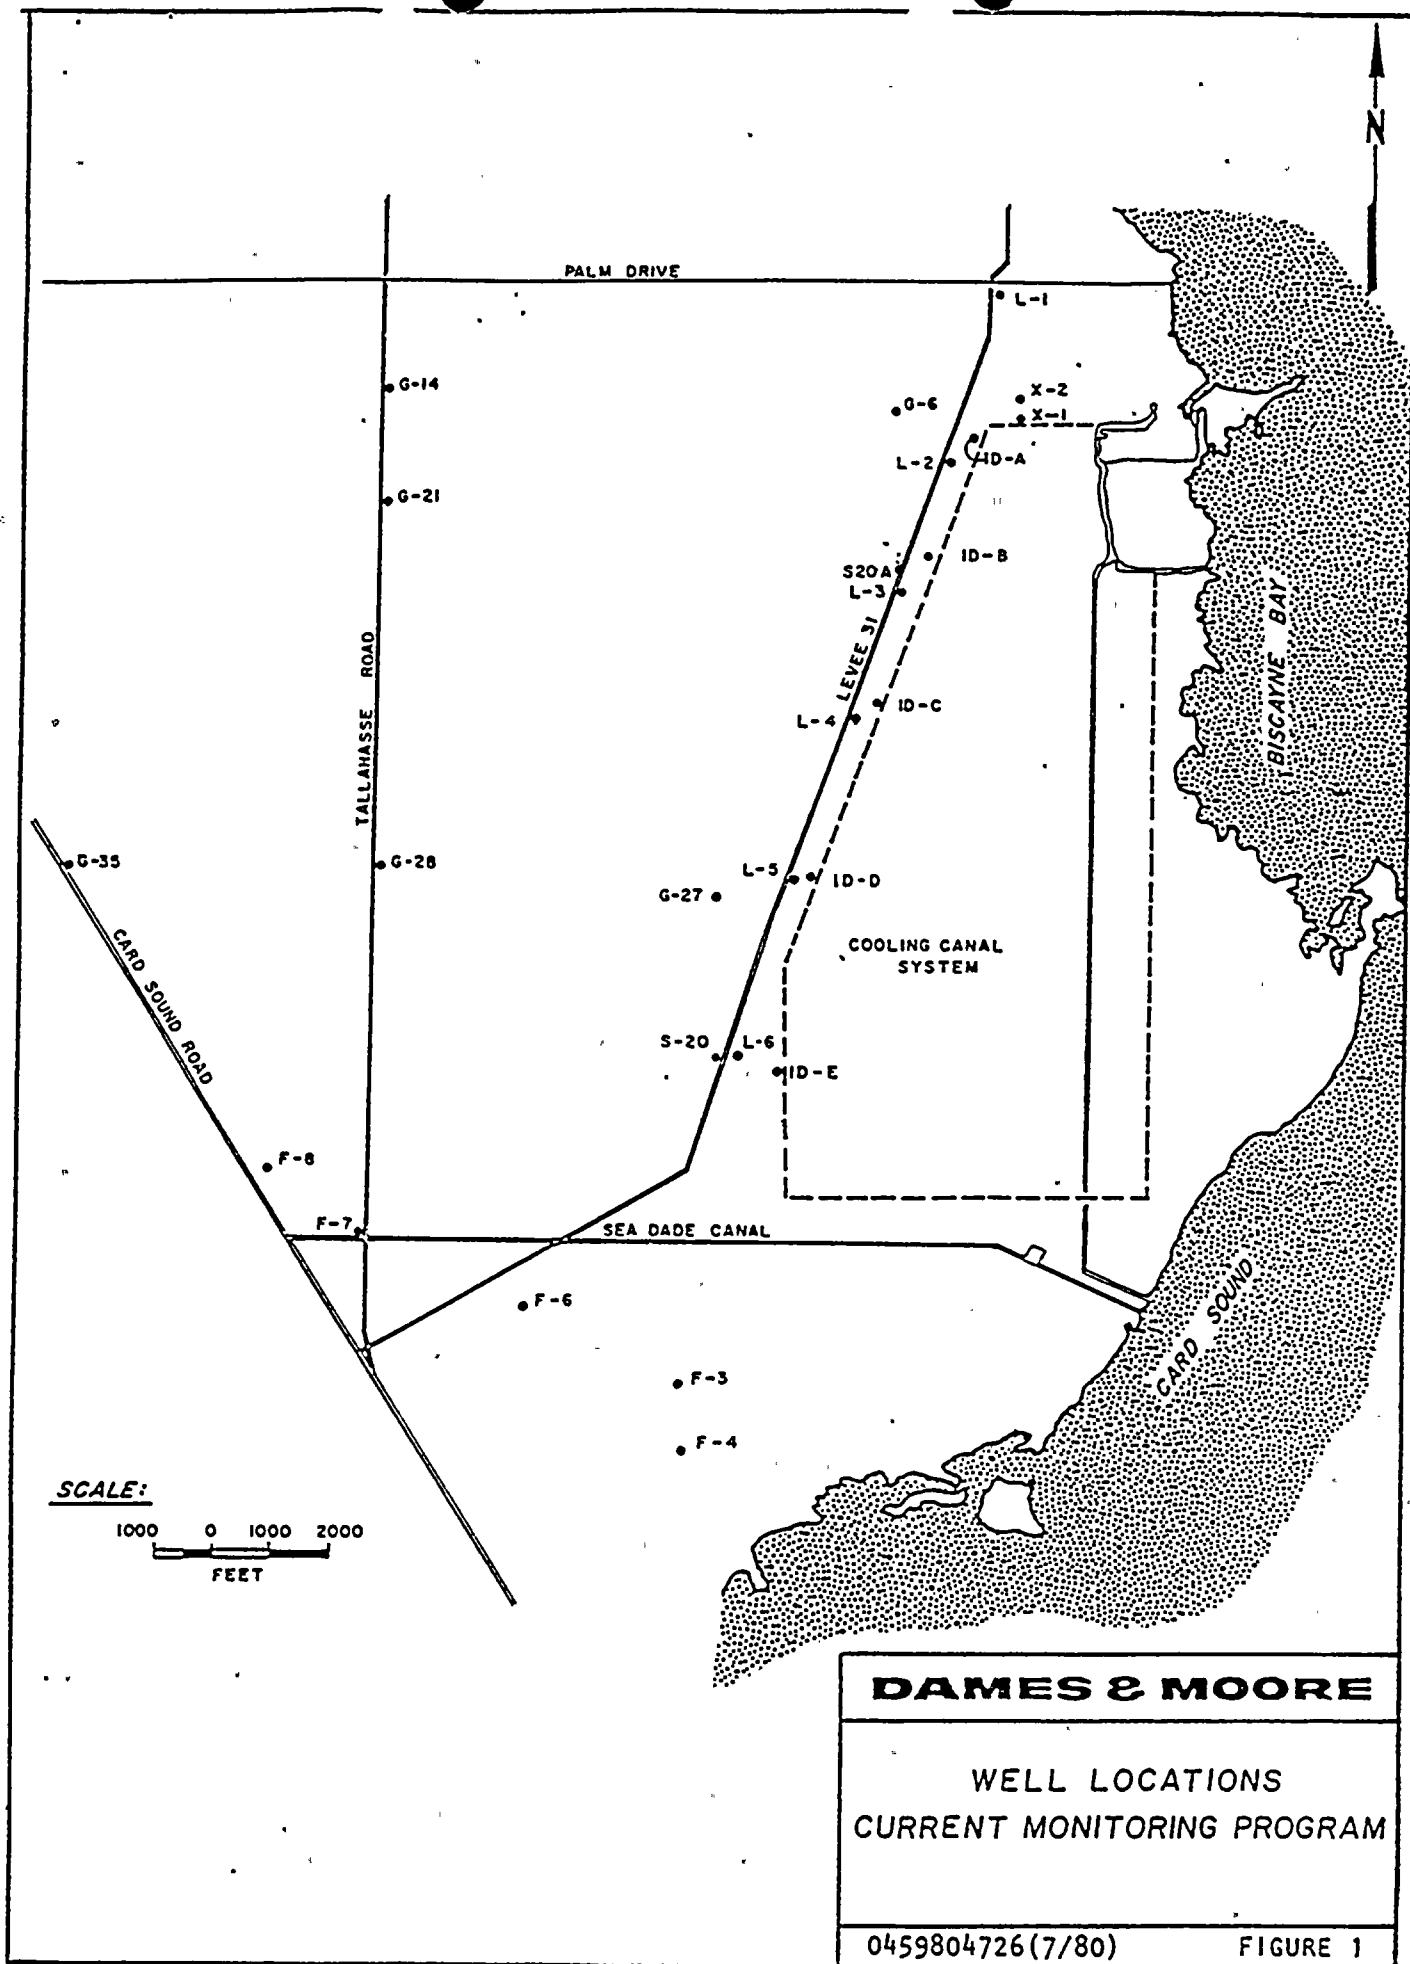 N
PALM DRIVE
L-1
G-14
X-2
G-6
X-1
L-2
ID-A
G-21
ID-B
S20A
L-3
BISCAYNE BAY
LEVEE 31
TALLAHASSE ROAD
ID-C
L-4
G-35
G-28
L-5
ID-D
G-27
COOLING CANAL
SYSTEM
CARD SOUND ROAD
S-20
L-6
ID-E
F-8
F-7
SEA DADE CANAL
F-6
CARD SOUND
F-3
F-4
SCALE:
1000 0 1000 2000
FEET
DAMES & MOORE
WELL LOCATIONS
CURRENT MONITORING PROGRAM
0459804726(7/80) FIGURE 1